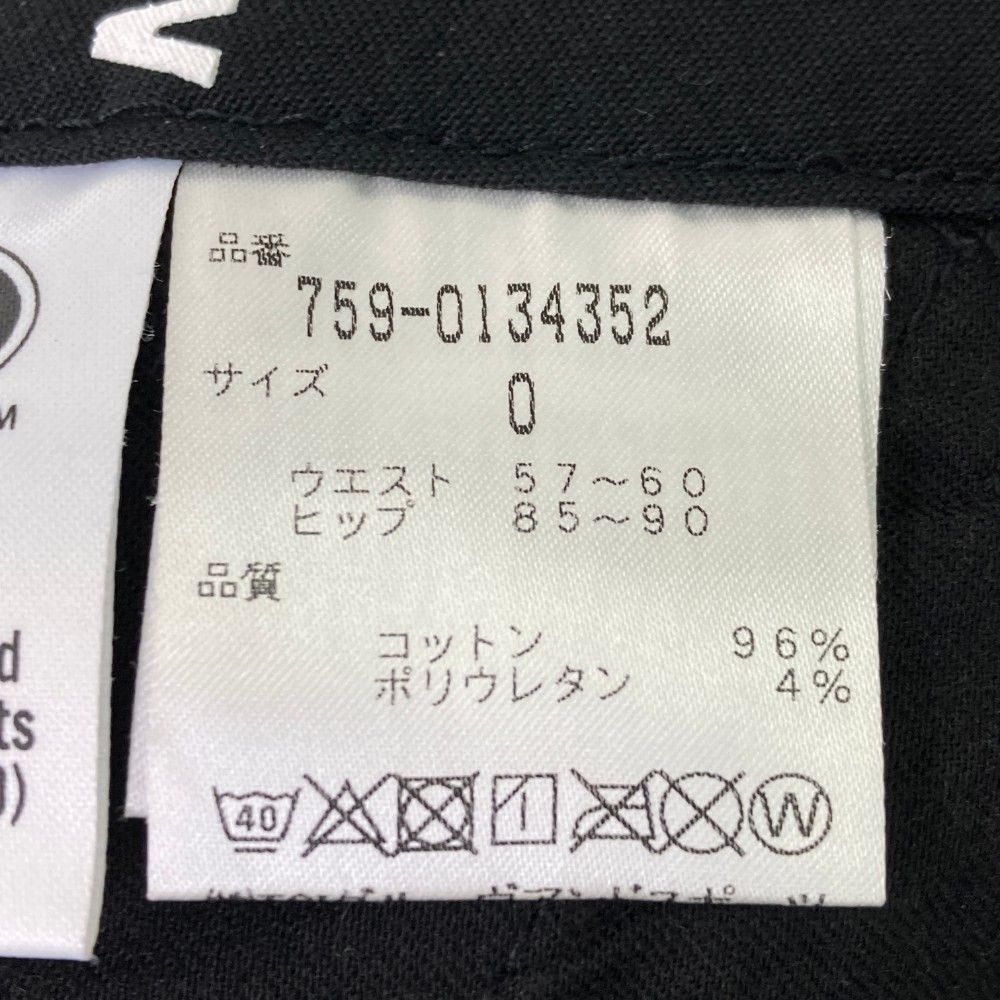 品番
759-0134352
サイズ 0
ウエスト 57～60
ヒップ 85～90
品質
コットン 96%
ポリウレタン 4%
40
W
M
d
ts
)